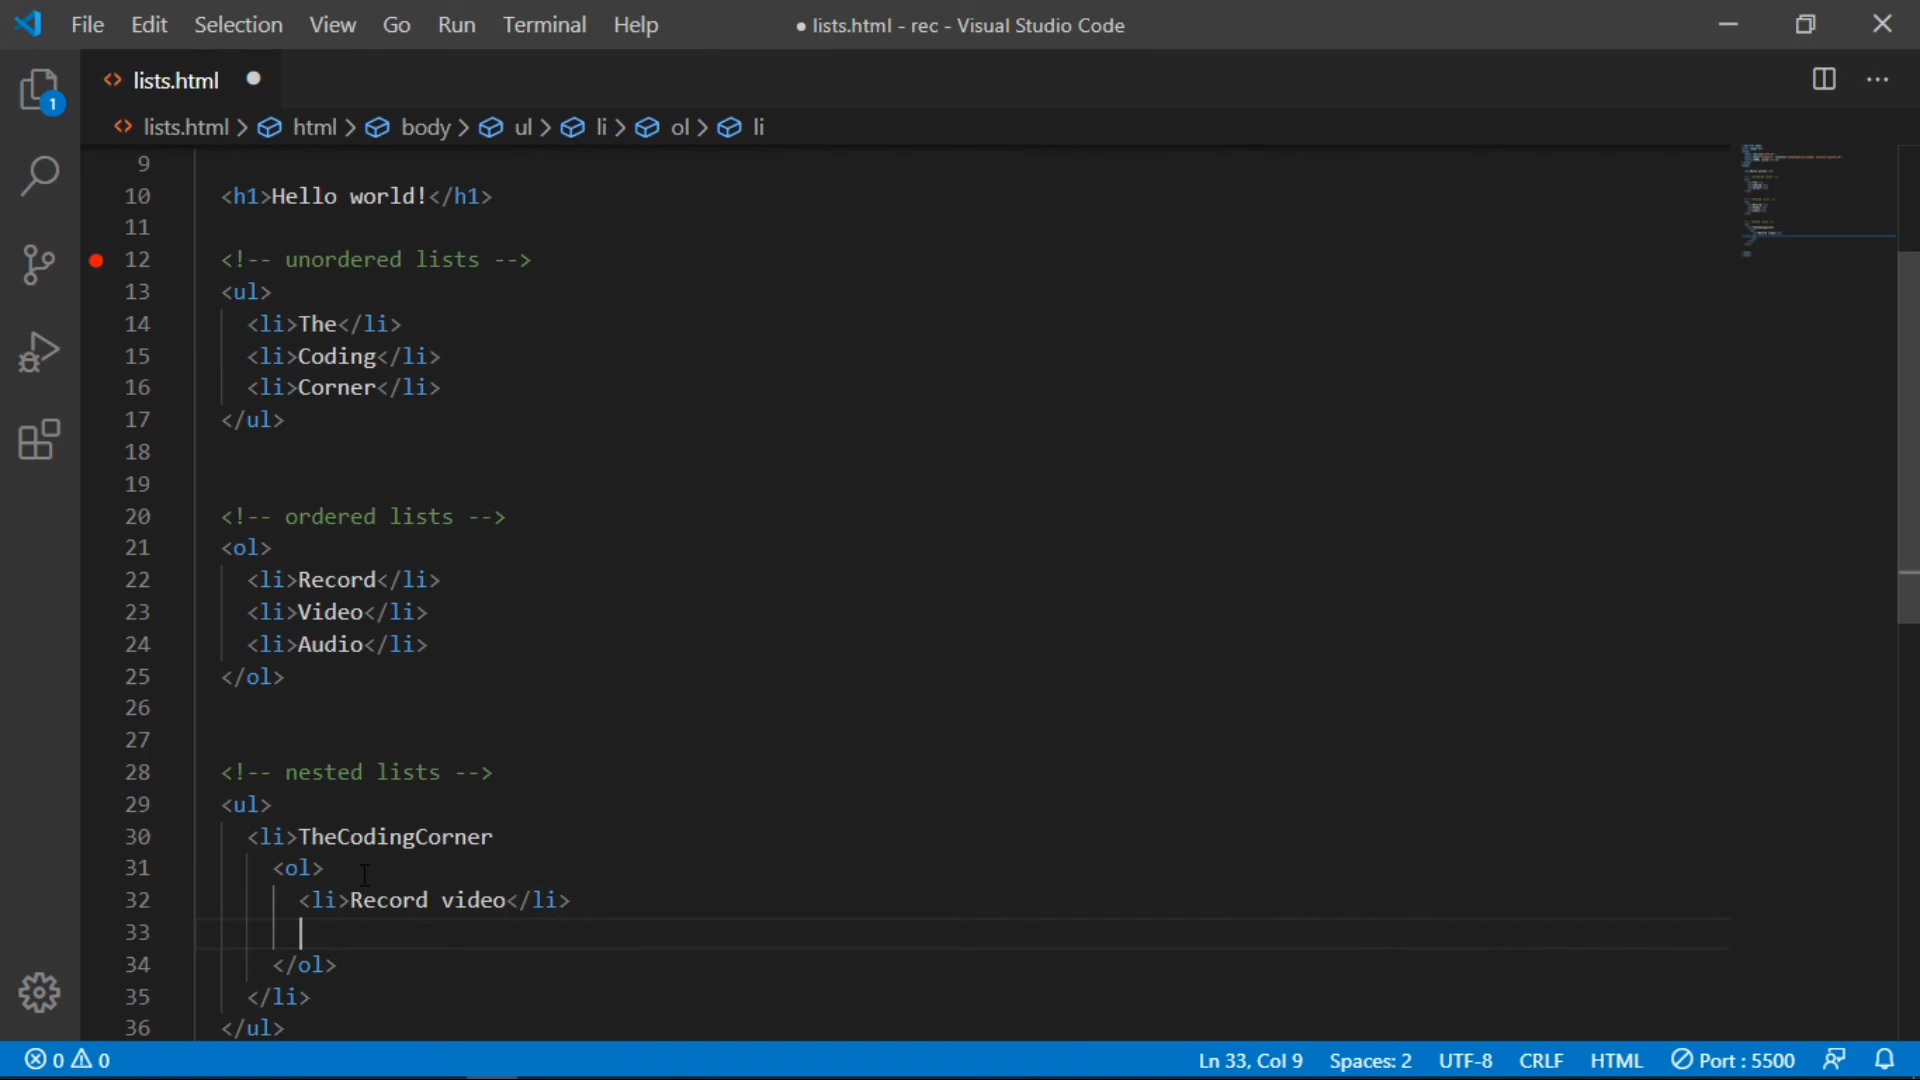 File Edit Selection View Go Run Terminal Help ● lists.html - rec - Visual Studio Code
<> lists.html ●
1
<> lists.html > html > body > ul > li > ol > li
9
10 <h1>Hello world!</h1>
11
12 <!-- unordered lists -->
13 <ul>
14 <li>The</li>
15 <li>Coding</li>
16 <li>Corner</li>
17 </ul>
18
19
20 <!-- ordered lists -->
21 <ol>
22 <li>Record</li>
23 <li>Video</li>
24 <li>Audio</li>
25 </ol>
26
27
28 <!-- nested lists -->
29 <ul>
30 <li>TheCodingCorner
31 <ol>
32 <li>Record video</li>
33
34 </ol>
35 </li>
36 </ul>
0 0 Ln 33, Col 9 Spaces: 2 UTF-8 CRLF HTML Port : 5500